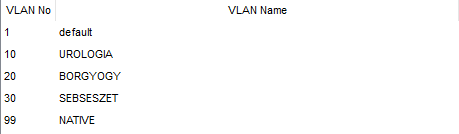 VLAN No VLAN Name
1 default
10 UROLOGIA
20 BORGYOGY
30 SEBSESZET
99 NATIVE